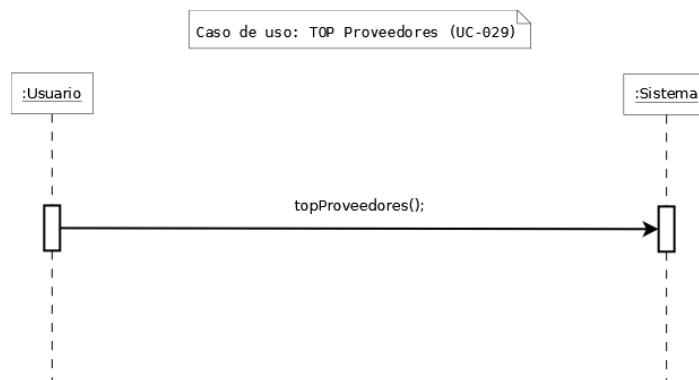 Caso de uso: TOP Proveedores (UC-029)
:Usuario
:Sistema
topProveedores();